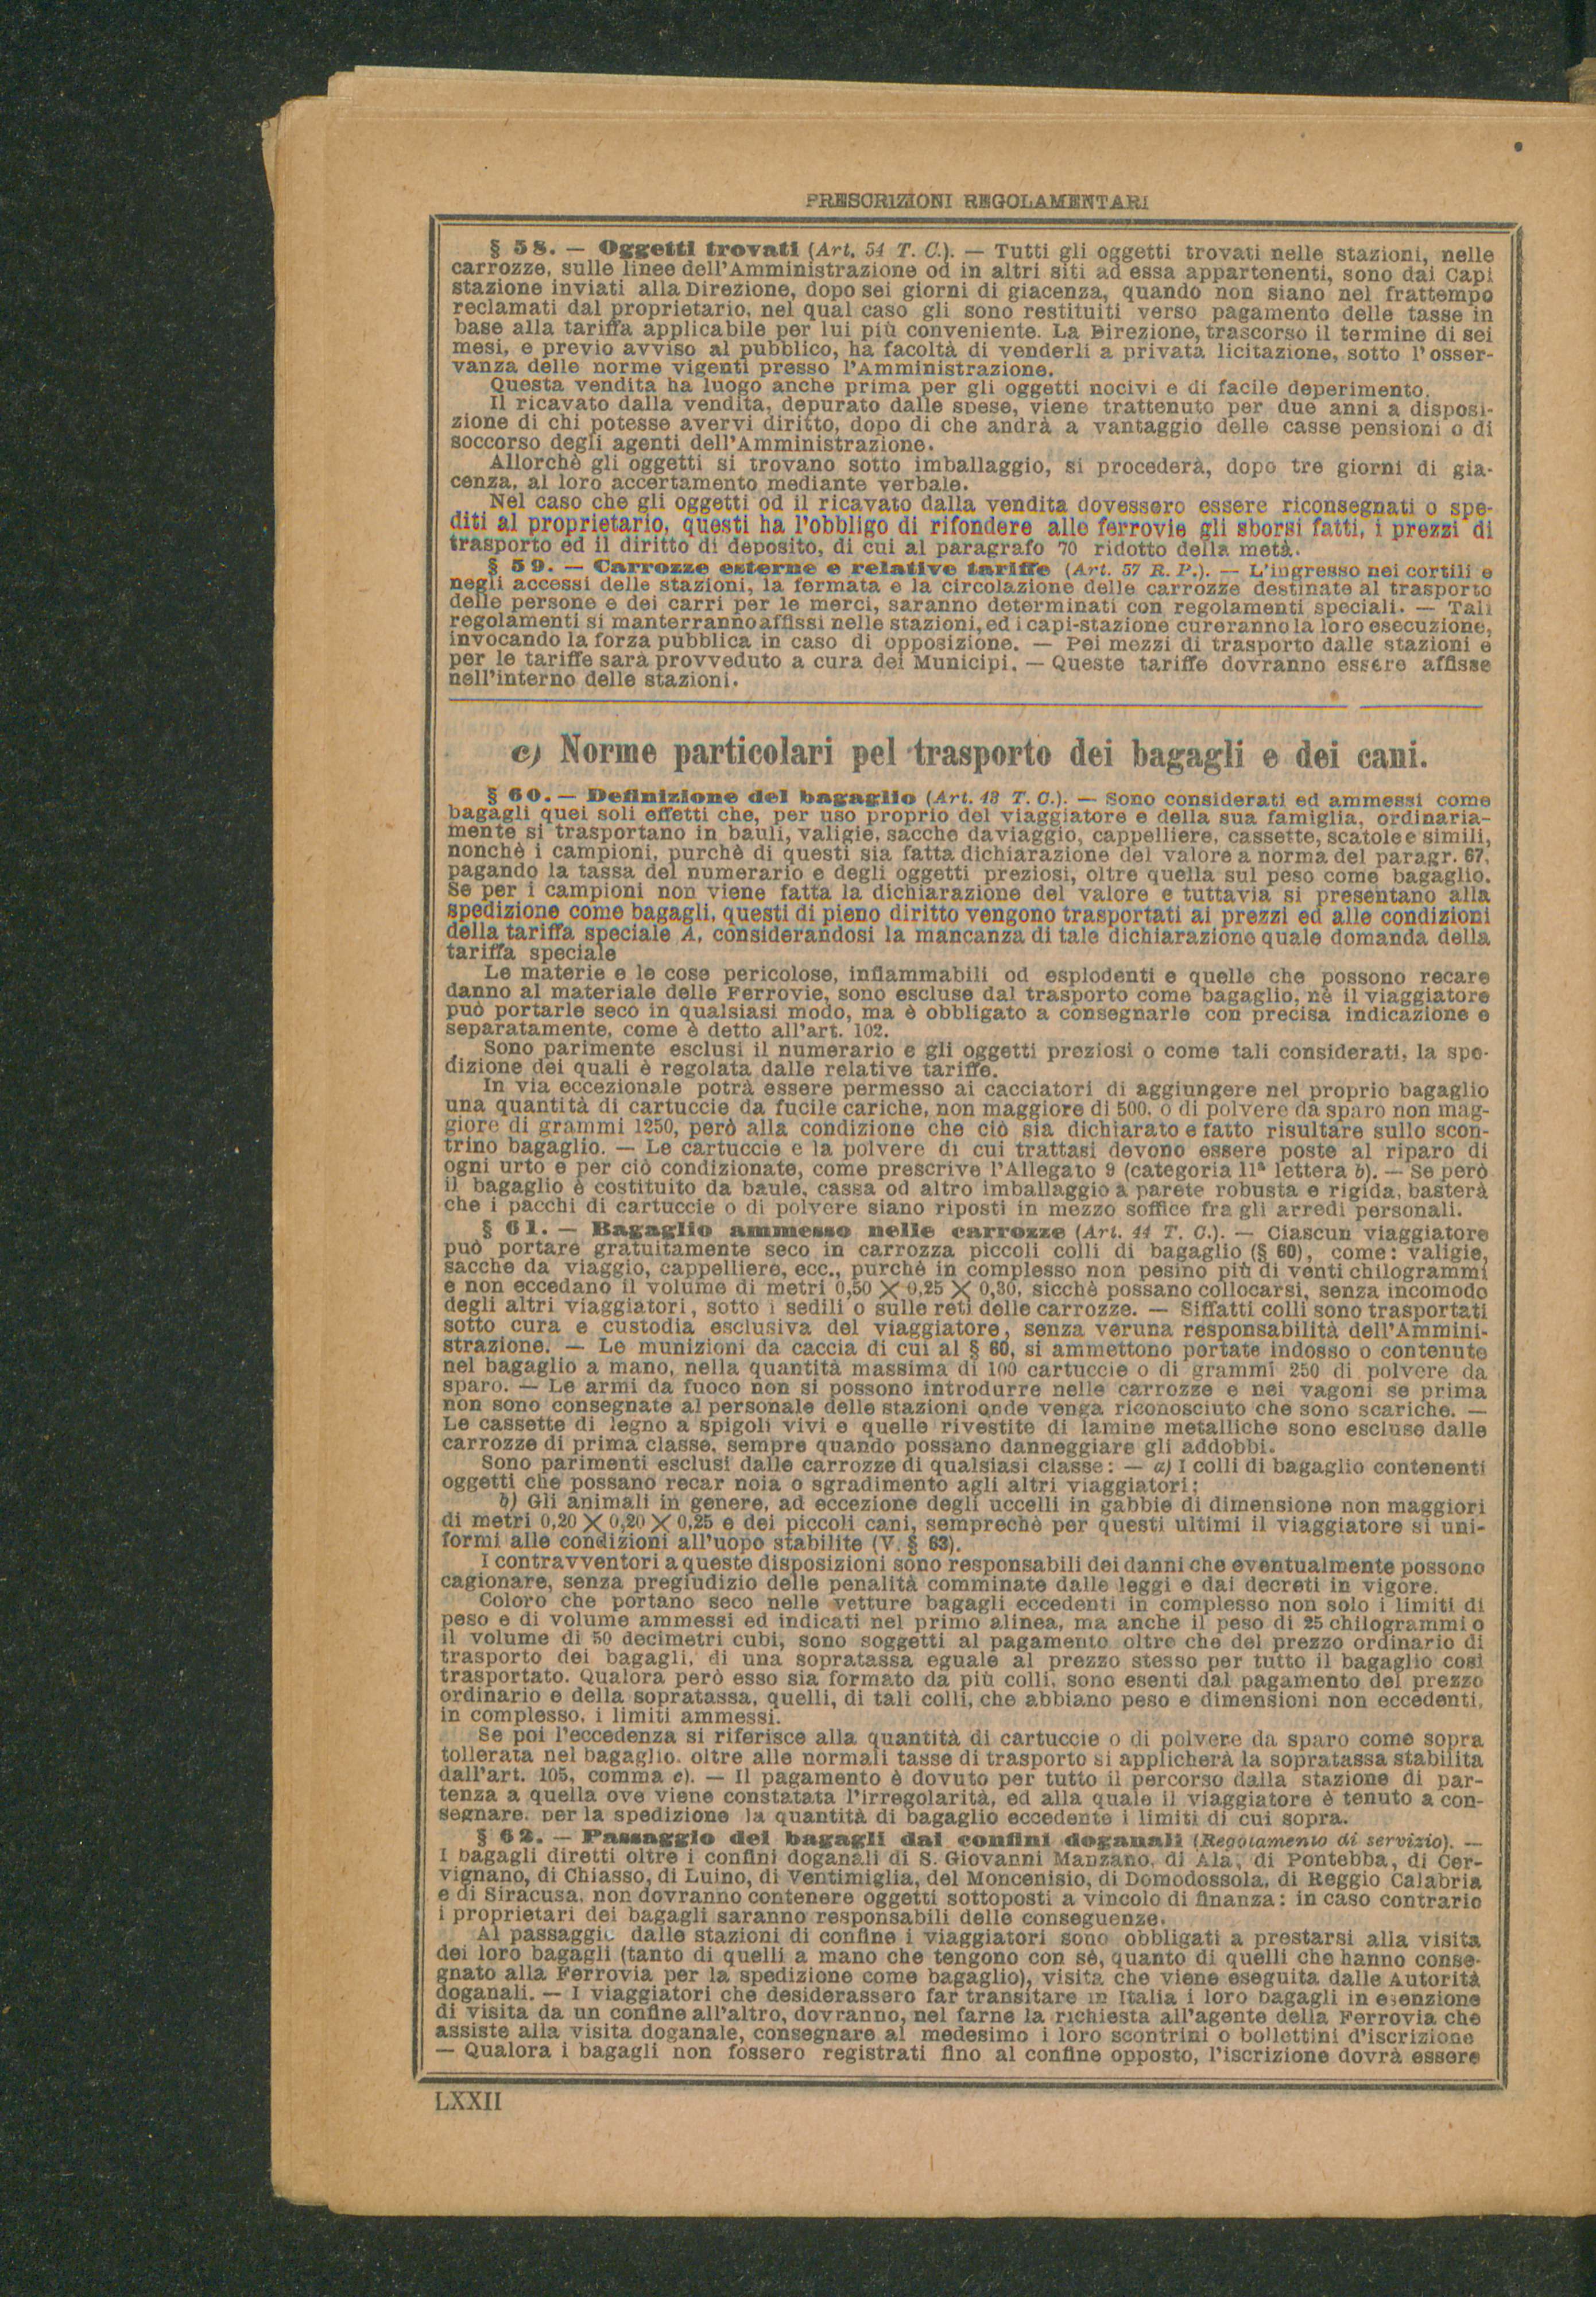 PRESCRIZIONI REGOLAMENTARI
§ 58. — Oggetti trovati (Art. 54 T. C.). — Tutti gli oggetti trovati nelle stazioni, nelle
carrozze, sulle linee dell'Amministrazione od in altri siti ad essa appartenenti, sono dai Capi
stazione inviati alla Direzione, dopo sei giorni di giacenza, quando non siano nel frattempo
reclamati dal proprietario, nel qual caso gli sono restituiti verso pagamento delle tasse in
base alla tariffa applicabile per lui più conveniente. La Direzione, trascorso il termine di sei
mesi, e previo avviso al pubblico, ha facoltà di venderli a privata licitazione, sotto l'osser-
vanza delle norme vigenti presso l'Amministrazione.
Questa vendita ha luogo anche prima per gli oggetti nocivi e di facile deperimento.
Il ricavato dalla vendita, depurato dalle spese, viene trattenuto per due anni a disposi-
zione di chi potesse avervi diritto, dopo di che andrà a vantaggio delle casse pensioni o di
soccorso degli agenti dell'Amministrazione.
Allorchè gli oggetti si trovano sotto imballaggio, si procederà, dopo tre giorni di gia-
cenza, al loro accertamento mediante verbale.
Nel caso che gli oggetti od il ricavato dalla vendita dovessero essere riconsegnati o spe-
diti al proprietario, questi ha l'obbligo di rifondere alle ferrovie gli sborsi fatti, i prezzi di
trasporto ed il diritto di deposito, di cui al paragrafo 70 ridotto della metà.
§ 59. — Carrozze esterne e relative tariffe (Art. 57 R. P.). — L'ingresso nei cortili e
negli accessi delle stazioni, la fermata e la circolazione delle carrozze destinate al trasporto
delle persone e dei carri per le merci, saranno determinati con regolamenti speciali. — Tali
regolamenti si manterranno affissi nelle stazioni, ed i capi-stazione cureranno la loro esecuzione,
invocando la forza pubblica in caso di opposizione. — Pei mezzi di trasporto dalle stazioni e
per le tariffe sarà provveduto a cura dei Municipi. — Queste tariffe dovranno essere affisse
nell'interno delle stazioni.
c) Norme particolari pel trasporto dei bagagli e dei cani.
§ 60. — Definizione del bagaglio (Art. 43 T. C.). — Sono considerati ed ammessi come
bagagli quei soli effetti che, per uso proprio del viaggiatore e della sua famiglia, ordinaria-
mente si trasportano in bauli, valigie, sacche da viaggio, cappelliere, cassette, scatole e simili,
nonchè i campioni, purchè di questi sia fatta dichiarazione del valore a norma del paragr. 67,
pagando la tassa del numerario e degli oggetti preziosi, oltre quella sul peso come bagaglio.
Se per i campioni non viene fatta la dichiarazione del valore e tuttavia si presentano alla
spedizione come bagagli, questi di pieno diritto vengono trasportati ai prezzi ed alle condizioni
della tariffa speciale A, considerandosi la mancanza di tale dichiarazione quale domanda della
tariffa speciale
Le materie e le cose pericolose, inflammabili od esplodenti e quelle che possono recare
danno al materiale delle Ferrovie, sono escluse dal trasporto come bagaglio, nè il viaggiatore
può portarle seco in qualsiasi modo, ma è obbligato a consegnarle con precisa indicazione e
separatamente, come è detto all'art. 102.
Sono parimente esclusi il numerario e gli oggetti preziosi o come tali considerati, la spe-
dizione dei quali è regolata dalle relative tariffe.
In via eccezionale potrà essere permesso ai cacciatori di aggiungere nel proprio bagaglio
una quantità di cartuccie da fucile cariche, non maggiore di 500, o di polvere da sparo non mag-
giore di grammi 1250, però alla condizione che ciò sia dichiarato e fatto risultare sullo scon-
trino bagaglio. — Le cartuccie e la polvere di cui trattasi devono essere poste al riparo di
ogni urto e per ciò condizionate, come prescrive l'Allegato 9 (categoria 11ª lettera b). — Se però
il bagaglio è costituito da baule, cassa od altro imballaggio a parete robusta e rigida, basterà
che i pacchi di cartuccie o di polvere siano riposti in mezzo soffice fra gli arredi personali.
§ 61. — Bagaglio ammesso nelle carrozze (Art. 44 T. C.). — Ciascun viaggiatore
può portare gratuitamente seco in carrozza piccoli colli di bagaglio (§ 60), come: valigie,
sacche da viaggio, cappelliere, ecc., purchè in complesso non pesino più di venti chilogrammi
e non eccedano il volume di metri 0,50 X 0,25 X 0,30, sicchè possano collocarsi, senza incomodo
degli altri viaggiatori, sotto i sedili o sulle reti delle carrozze. — Siffatti colli sono trasportati
sotto cura e custodia esclusiva del viaggiatore, senza veruna responsabilità dell'Ammini-
strazione. — Le munizioni da caccia di cui al § 60, si ammettono portate indosso o contenute
nel bagaglio a mano, nella quantità massima di 100 cartuccie o di grammi 250 di polvere da
sparo. — Le armi da fuoco non si possono introdurre nelle carrozze e nei vagoni se prima
non sono consegnate al personale delle stazioni onde venga riconosciuto che sono scariche. —
Le cassette di legno a spigoli vivi e quelle rivestite di lamine metalliche sono escluse dalle
carrozze di prima classe, sempre quando possano danneggiare gli addobbi.
Sono parimenti esclusi dalle carrozze di qualsiasi classe: — a) I colli di bagaglio contenenti
oggetti che possano recar noia o sgradimento agli altri viaggiatori;
b) Gli animali in genere, ad eccezione degli uccelli in gabbie di dimensione non maggiori
di metri 0,20 X 0,20 X 0,25 e dei piccoli cani, sempreché per questi ultimi il viaggiatore si uni-
formi alle condizioni all'uopo stabilite (V. § 63).
I contravventori a queste disposizioni sono responsabili dei danni che eventualmente possono
cagionare, senza pregiudizio delle penalità comminate dalle leggi e dai decreti in vigore.
Coloro che portano seco nelle vetture bagagli eccedenti in complesso non solo i limiti di
peso e di volume ammessi ed indicati nel primo alinea, ma anche il peso di 25 chilogrammi o
il volume di 50 decimetri cubi, sono soggetti al pagamento oltre che del prezzo ordinario di
trasporto dei bagagli, di una sopratassa eguale al prezzo stesso per tutto il bagaglio così
trasportato. Qualora però esso sia formato da più colli, sono esenti dal pagamento del prezzo
ordinario e della sopratassa, quelli, di tali colli, che abbiano peso e dimensioni non eccedenti,
in complesso, i limiti ammessi.
Se poi l'eccedenza si riferisce alla quantità di cartuccie o di polvere da sparo come sopra
tollerata nel bagaglio, oltre alle normali tasse di trasporto si applicherà la sopratassa stabilita
dall'art. 105, comma c). — Il pagamento è dovuto per tutto il percorso dalla stazione di par-
tenza a quella ove viene constatata l'irregolarità, ed alla quale il viaggiatore è tenuto a con-
segnare, per la spedizione la quantità di bagaglio eccedente i limiti di cui sopra.
§ 62. — Passaggio dei bagagli dai confini doganali (Regolamento di servizio). —
I bagagli diretti oltre i confini doganali di S. Giovanni Manzano, di Ala, di Pontebba, di Cer-
vignano, di Chiasso, di Luino, di Ventimiglia, del Moncenisio, di Domodossola, di Reggio Calabria
e di Siracusa, non dovranno contenere oggetti sottoposti a vincolo di finanza: in caso contrario
i proprietari dei bagagli saranno responsabili delle conseguenze.
Al passaggio dalle stazioni di confine i viaggiatori sono obbligati a prestarsi alla visita
dei loro bagagli (tanto di quelli a mano che tengono con sé, quanto di quelli che hanno conse-
gnato alla Ferrovia per la spedizione come bagaglio), visita che viene eseguita dalle Autorità
doganali. — I viaggiatori che desiderassero far transitare in Italia i loro bagagli in esenzione
di visita da un confine all'altro, dovranno, nel farne la richiesta all'agente della Ferrovia che
assiste alla visita doganale, consegnare al medesimo i loro scontrini o bollettini d'iscrizione
— Qualora i bagagli non fossero registrati fino al confine opposto, l'iscrizione dovrà essere
LXXII